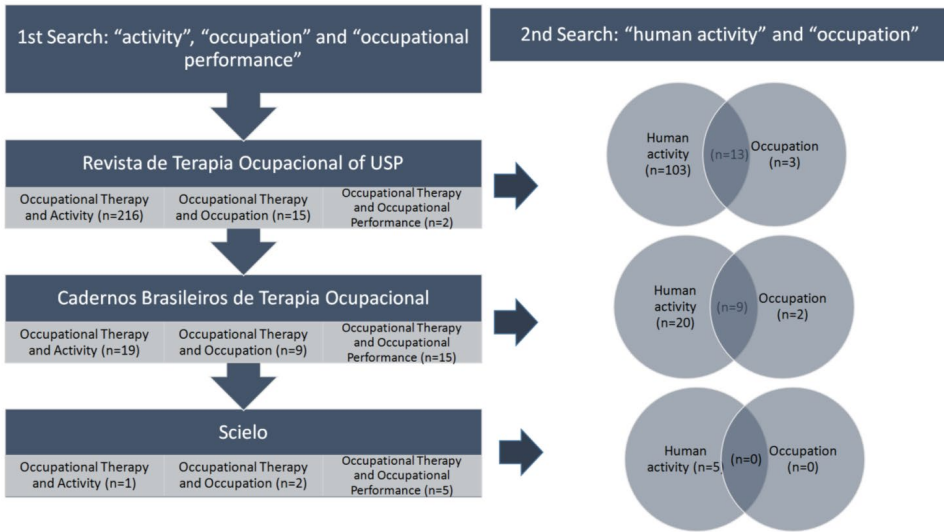 1st Search: “activity”, “occupation” and “occupational
performance”
2nd Search: “human activity” and “occupation”
Revista de Terapia Ocupacional of USP
Occupational Therapy
and Activity (n=216)
Occupational Therapy
and Occupation (n=15)
Occupational Therapy
and Occupational
Performance (n=2)
Human
activity
(n=103)
(n=13)
Occupation
(n=3)
Cadernos Brasileiros de Terapia Ocupacional
Occupational Therapy
and Activity (n=19)
Occupational Therapy
and Occupation (n=9)
Occupational Therapy
and Occupational
Performance (n=15)
Human
activity
(n=20)
(n=9)
Occupation
(n=2)
Scielo
Occupational Therapy
and Activity (n=1)
Occupational Therapy
and Occupation (n=2)
Occupational Therapy
and Occupational
Performance (n=5)
Human
activity (n=5)
(n=0)
Occupation
(n=0)